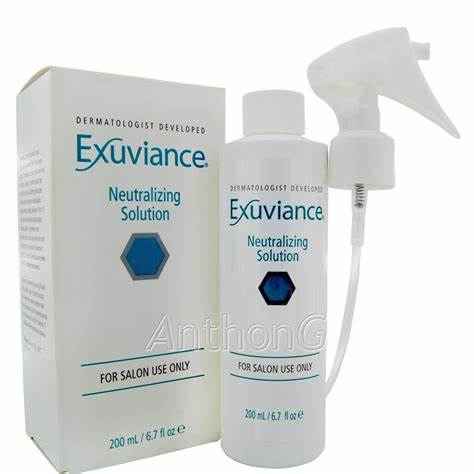 DERMATOLOGIST DEVELOPED
Exuviance®
Neutralizing
Solution
FOR SALON USE ONLY
200 mL / 6.7 fl oz ℮
DERMATOLOGIST DEVELOPED
Exuviance®
Neutralizing
Solution
FOR SALON USE ONLY
200 mL / 6.7 fl oz ℮
AnthonG